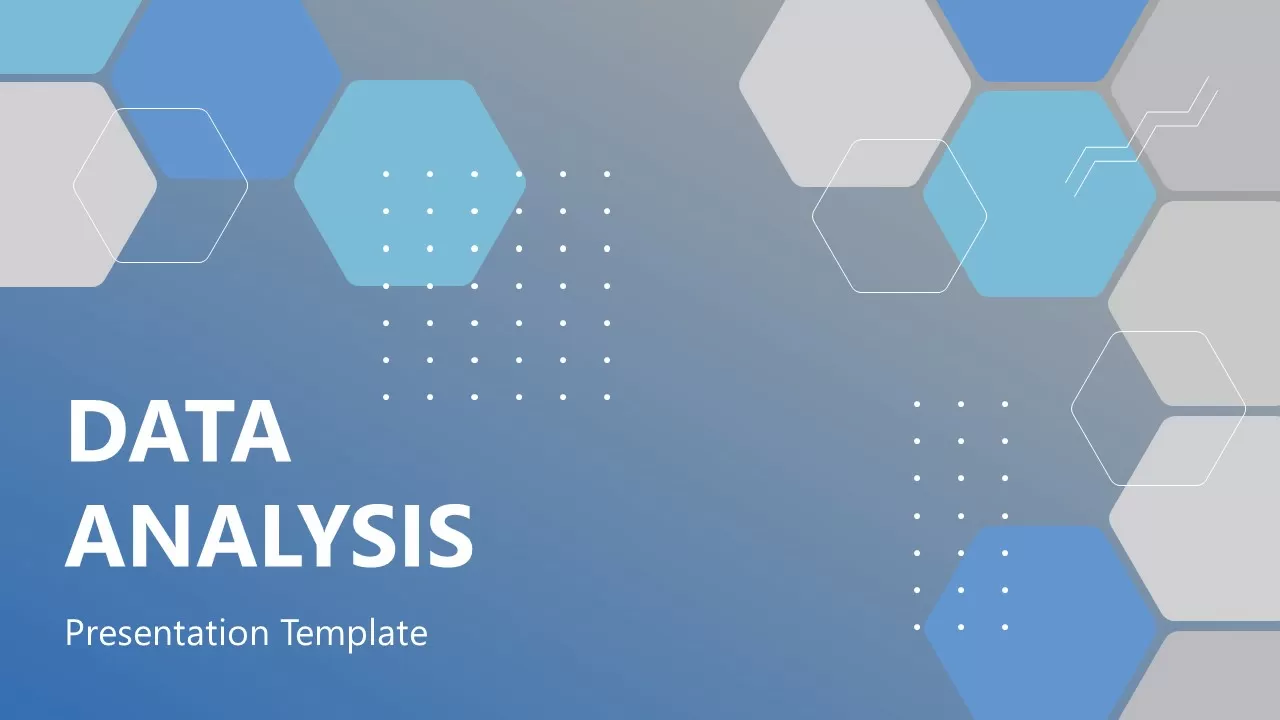 DATA
ANALYSIS
Presentation Template